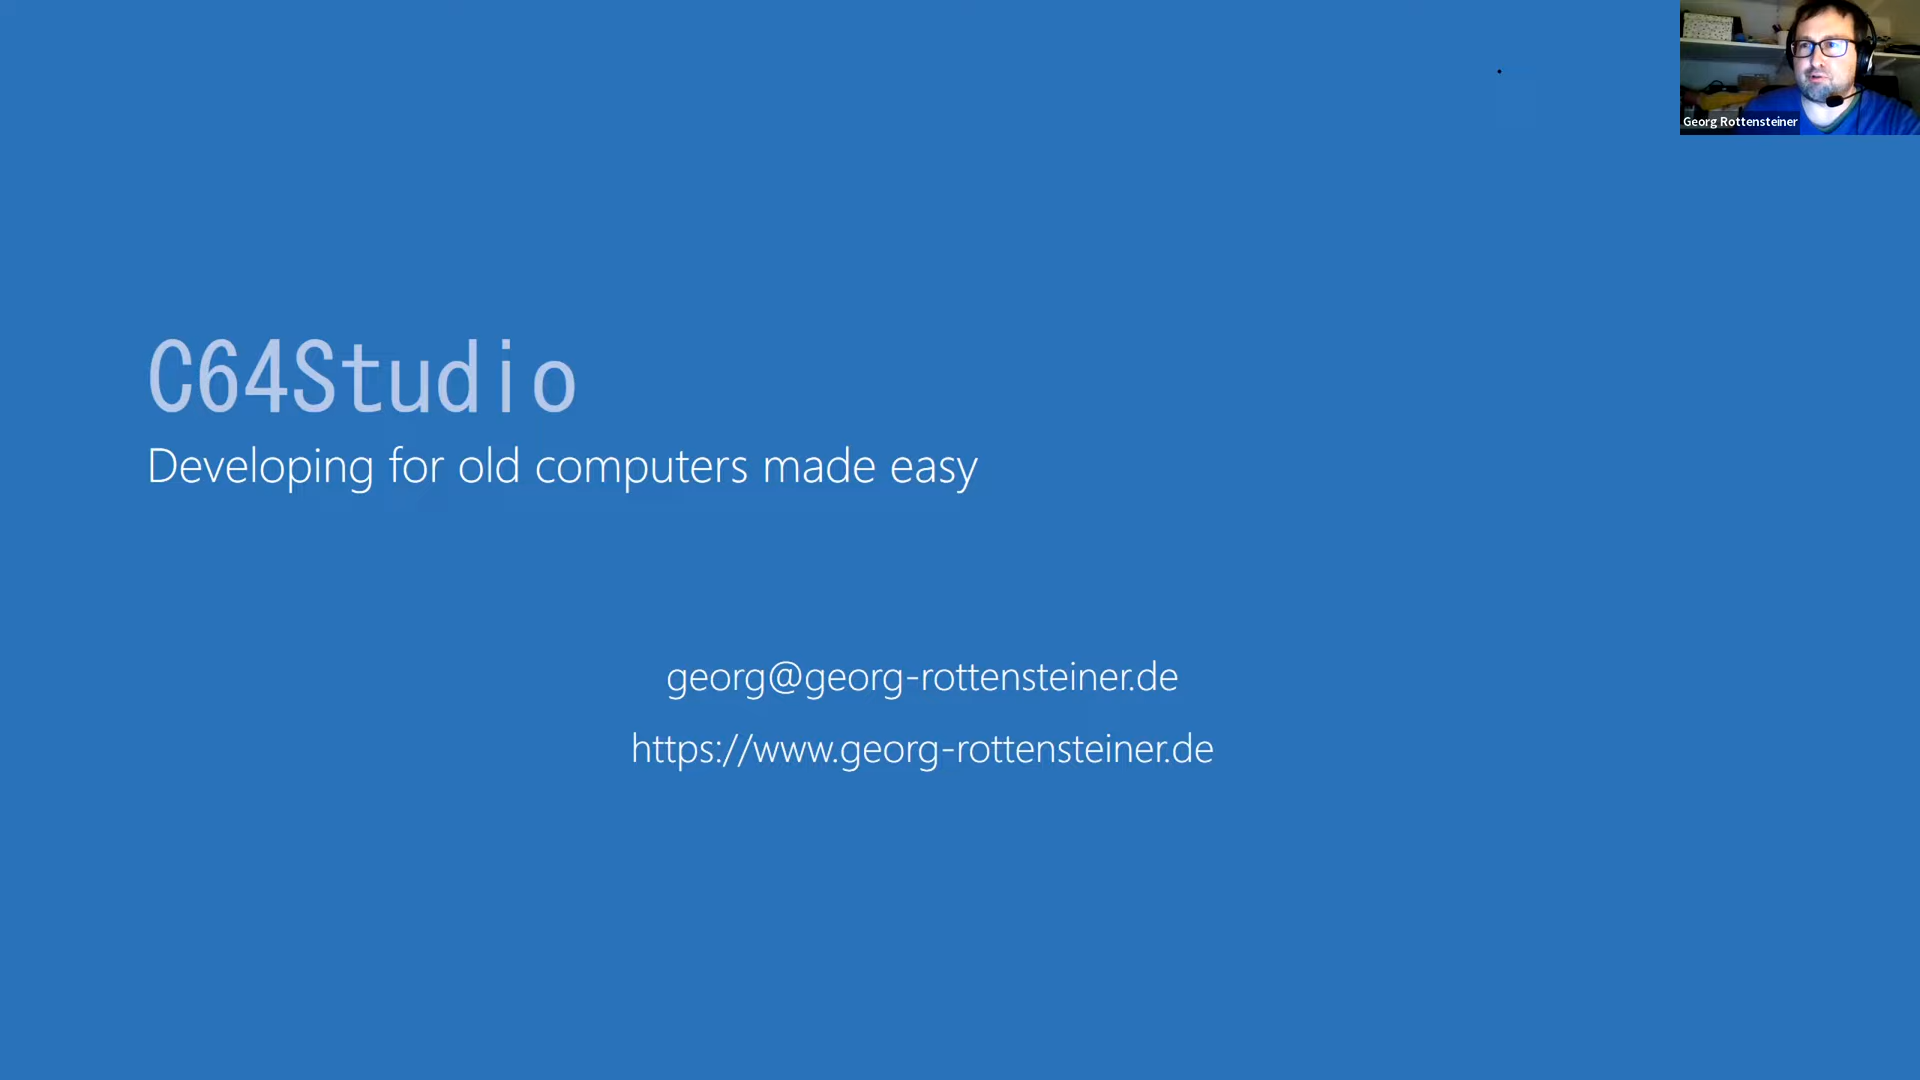 Georg Rottensteiner
C64Studio
Developing for old computers made easy
georg@georg-rottensteiner.de
https://www.georg-rottensteiner.de